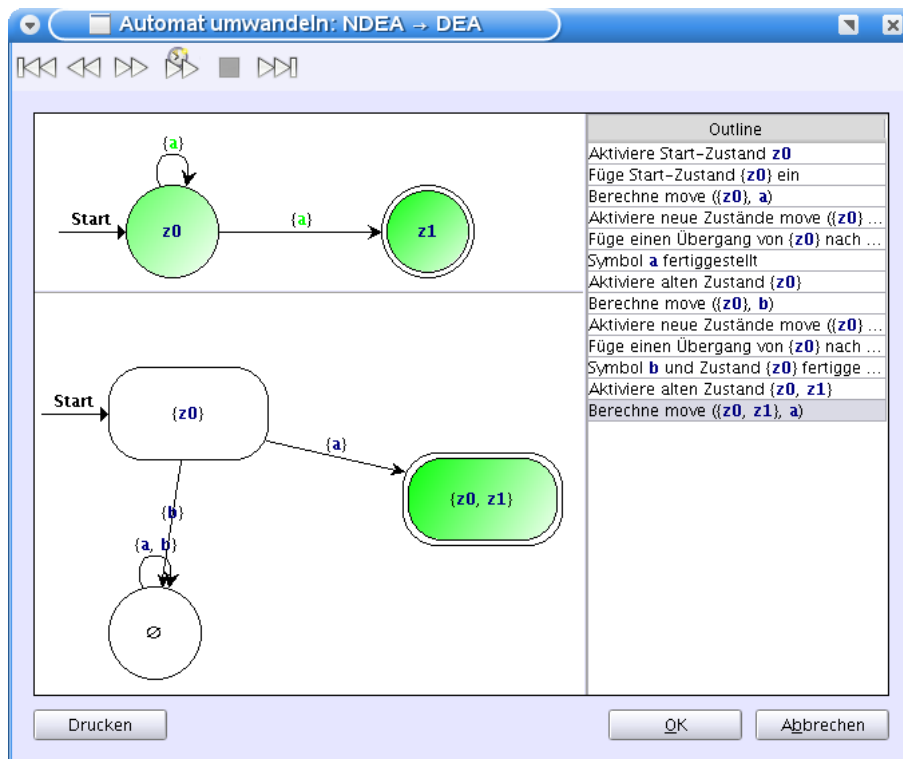 Automat umwandeln: NDEA → DEA
{a}
Start
z0
{a}
z1
Start
{z0}
{a}
{z0, z1}
{b}
{a, b}
∅
Outline
Aktiviere Start-Zustand z0
Füge Start-Zustand {z0} ein
Berechne move ({z0}, a)
Aktiviere neue Zustände move ({z0} ...
Füge einen Übergang von {z0} nach ...
Symbol a fertiggestellt
Aktiviere alten Zustand {z0}
Berechne move ({z0}, b)
Aktiviere neue Zustände move ({z0} ...
Füge einen Übergang von {z0} nach ...
Symbol b und Zustand {z0} fertigge ...
Aktiviere alten Zustand {z0, z1}
Berechne move ({z0, z1}, a)
Drucken
OK
Abbrechen